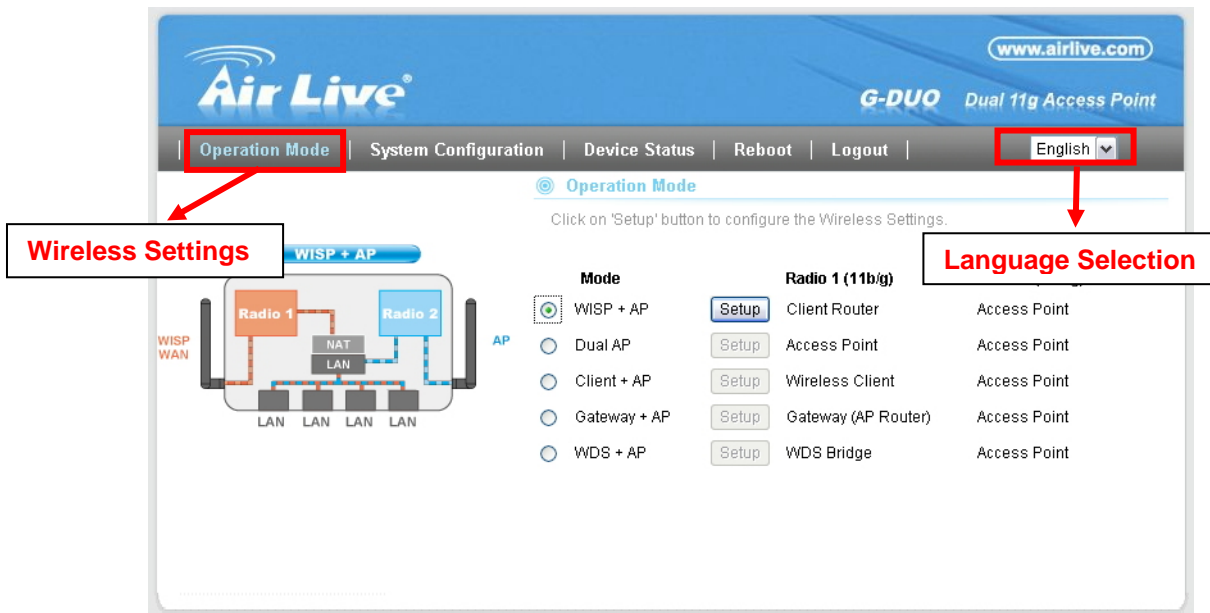 www.airlive.com
Air Live®
G-DUO Dual 11g Access Point
| Operation Mode | System Configuration | Device Status | Reboot | Logout |
English
Operation Mode
Click on 'Setup' button to configure the Wireless Settings.
Wireless Settings
Language Selection
WISP + AP
Radio 1
Radio 2
WISP
WAN
AP
NAT
LAN
LAN LAN LAN LAN
Mode Radio 1 (11b/g)
WISP + AP Setup Client Router Access Point
Dual AP Setup Access Point Access Point
Client + AP Setup Wireless Client Access Point
Gateway + AP Setup Gateway (AP Router) Access Point
WDS + AP Setup WDS Bridge Access Point